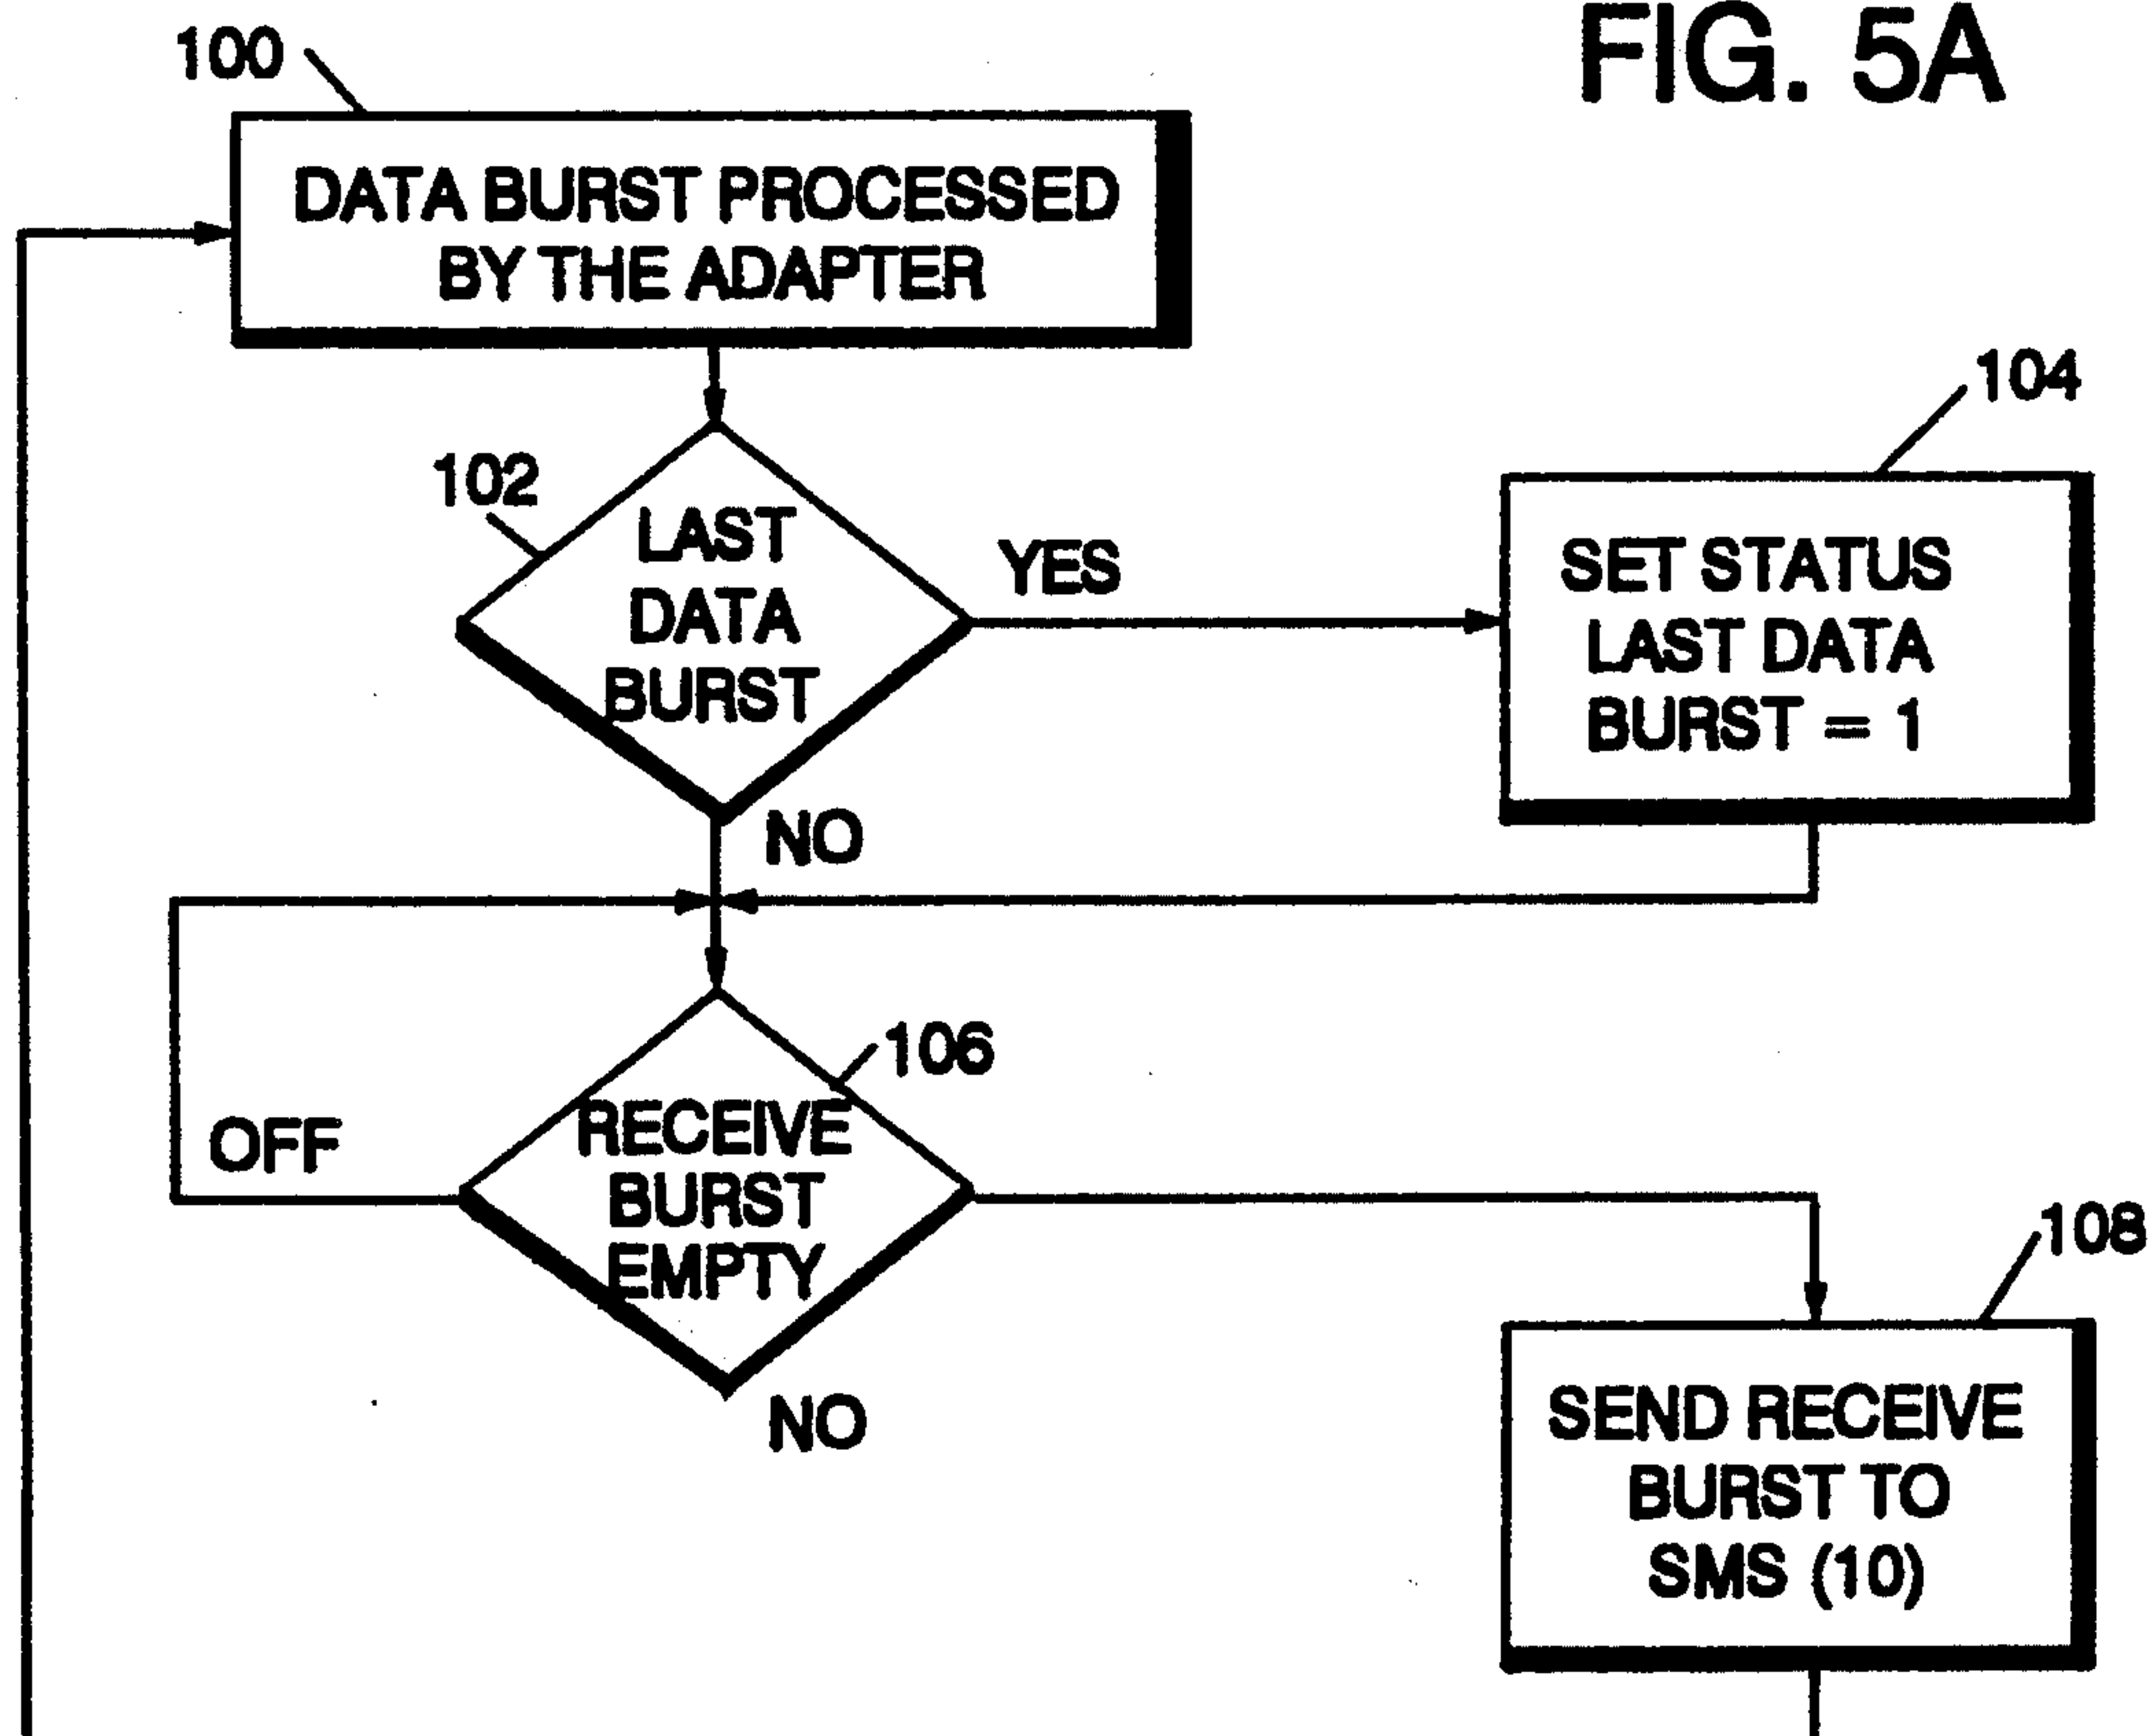 FIG. 5A
100
DATA BURST PROCESSED
BY THE ADAPTER
104
102
LAST
DATA
BURST
YES
SET STATUS
LAST DATA
BURST = 1
NO
106
OFF
RECEIVE
BURST
EMPTY
108
NO
SEND RECEIVE
BURST TO
SMS (10)